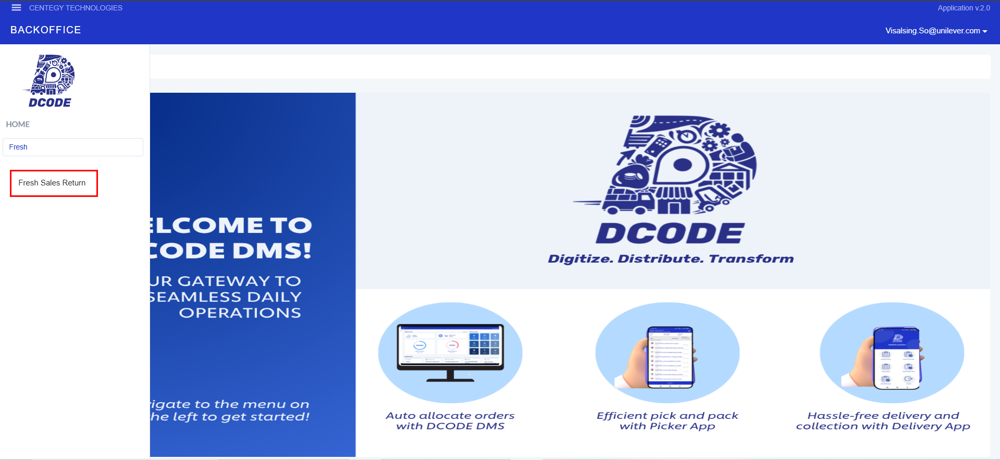 CENTEGY TECHNOLOGIES
Application v.2.0
BACKOFFICE
Visalsing.So@unilever.com
DCODE
HOME
Fresh
Fresh Sales Return
ELCOME TO
CODE DMS!
UR GATEWAY TO
SEAMLESS DAILY
OPERATIONS
vigate to the menu on
he left to get started!
DCODE
Digitize. Distribute. Transform
Auto allocate orders
with DCODE DMS
Efficient pick and pack
with Picker App
Hassle-free delivery and
collection with Delivery App